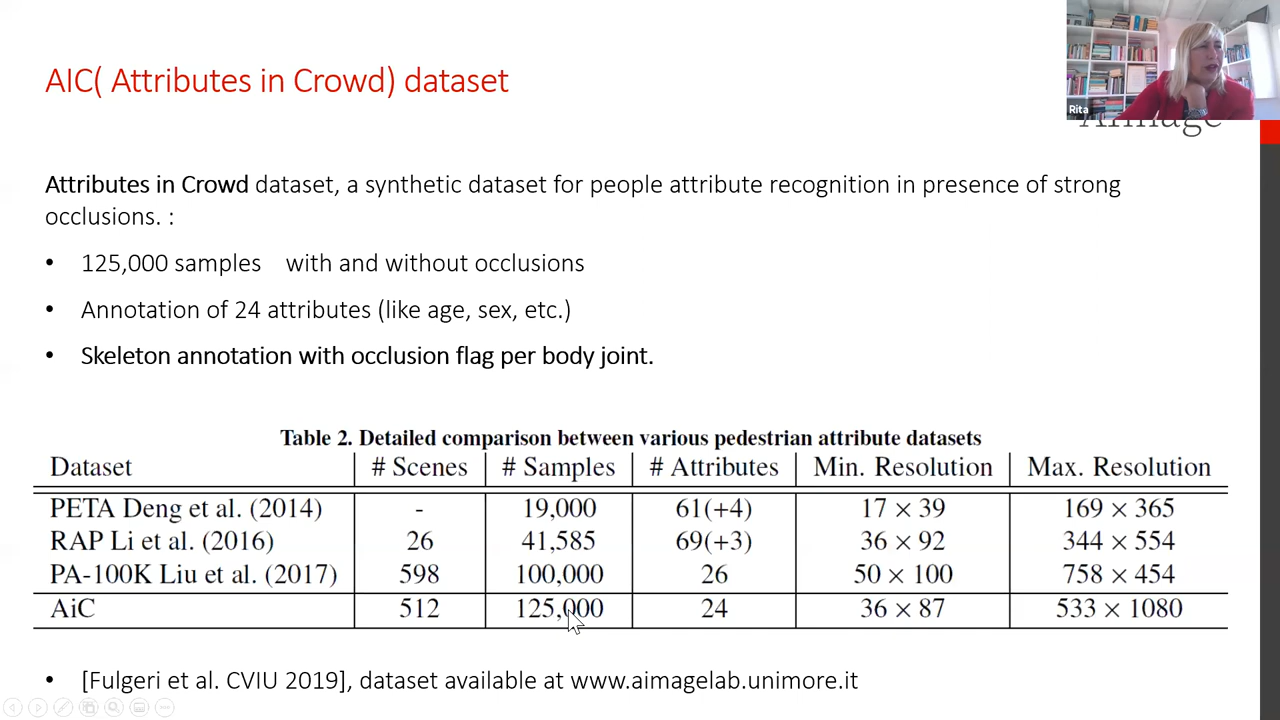 AIC( Attributes in Crowd) dataset
Rita
Attributes in Crowd dataset, a synthetic dataset for people attribute recognition in presence of strong
occlusions. :
• 125,000 samples with and without occlusions
• Annotation of 24 attributes (like age, sex, etc.)
• Skeleton annotation with occlusion flag per body joint.
Table 2. Detailed comparison between various pedestrian attribute datasets
Dataset # Scenes # Samples # Attributes Min. Resolution Max. Resolution
PETA Deng et al. (2014) - 19,000 61(+4) 17 × 39 169 × 365
RAP Li et al. (2016) 26 41,585 69(+3) 36 × 92 344 × 554
PA-100K Liu et al. (2017) 598 100,000 26 50 × 100 758 × 454
AiC 512 125,000 24 36 × 87 533 × 1080
• [Fulgeri et al. CVIU 2019], dataset available at www.aimagelab.unimore.it